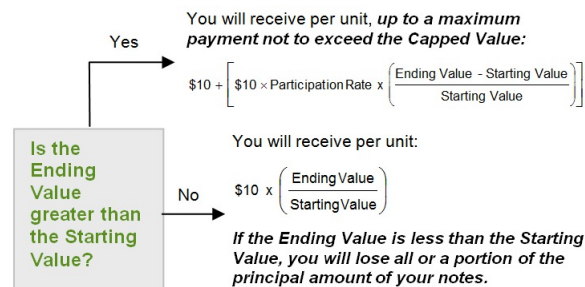 You will receive per unit, up to a maximum
payment not to exceed the Capped Value:
Yes
$10 + [ $10 × Participation Rate x ( Ending Value - Starting Value / Starting Value ) ]
Is the
Ending
Value
greater than
the Starting
Value?
No
You will receive per unit:
$10 x ( Ending Value / Starting Value )
If the Ending Value is less than the Starting
Value, you will lose all or a portion of the
principal amount of your notes.